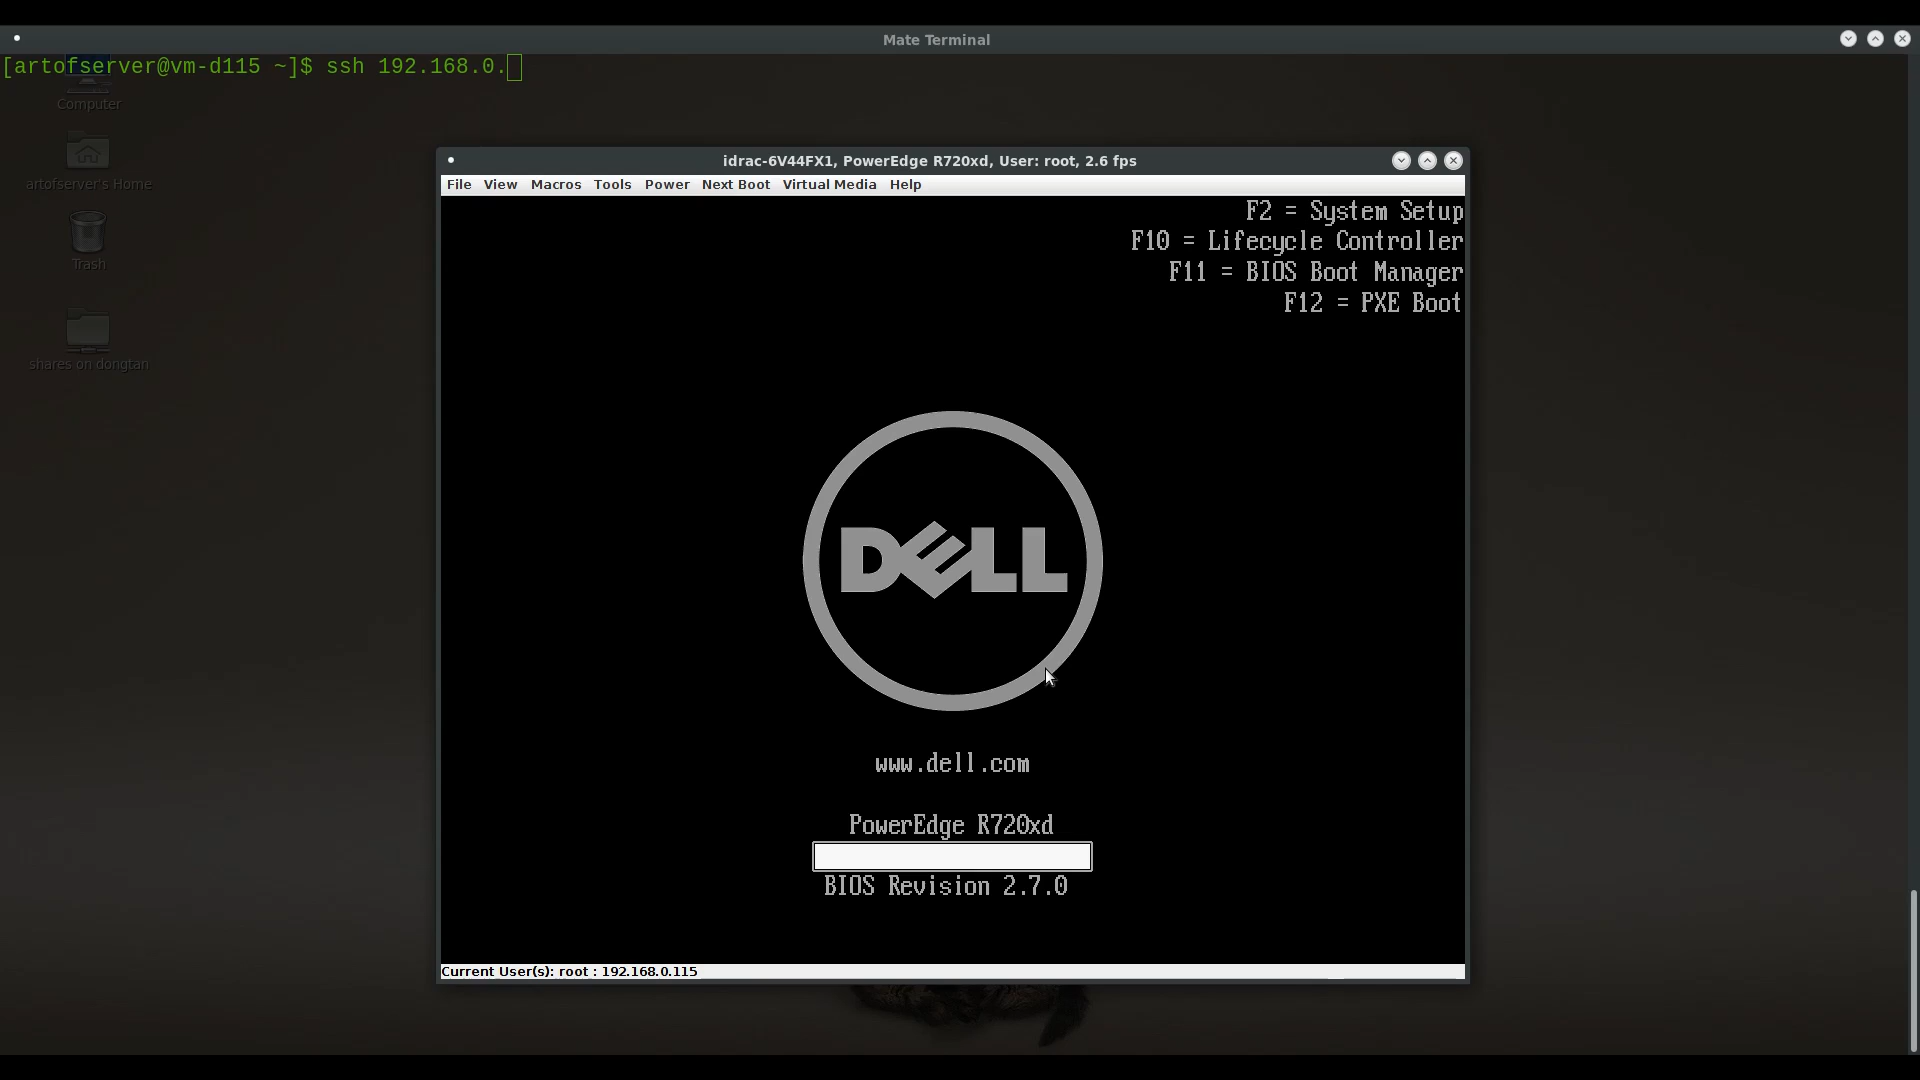 Mate Terminal
[artofserver@vm-d115 ~]$ ssh 192.168.0.
Computer
artofserver's Home
Trash
shares on dongtan
idrac-6V44FX1, PowerEdge R720xd, User: root, 2.6 fps
File View Macros Tools Power Next Boot Virtual Media Help
F2 = System Setup
F10 = Lifecycle Controller
F11 = BIOS Boot Manager
F12 = PXE Boot
DELL
www.dell.com
PowerEdge R720xd
BIOS Revision 2.7.0
Current User(s): root : 192.168.0.115